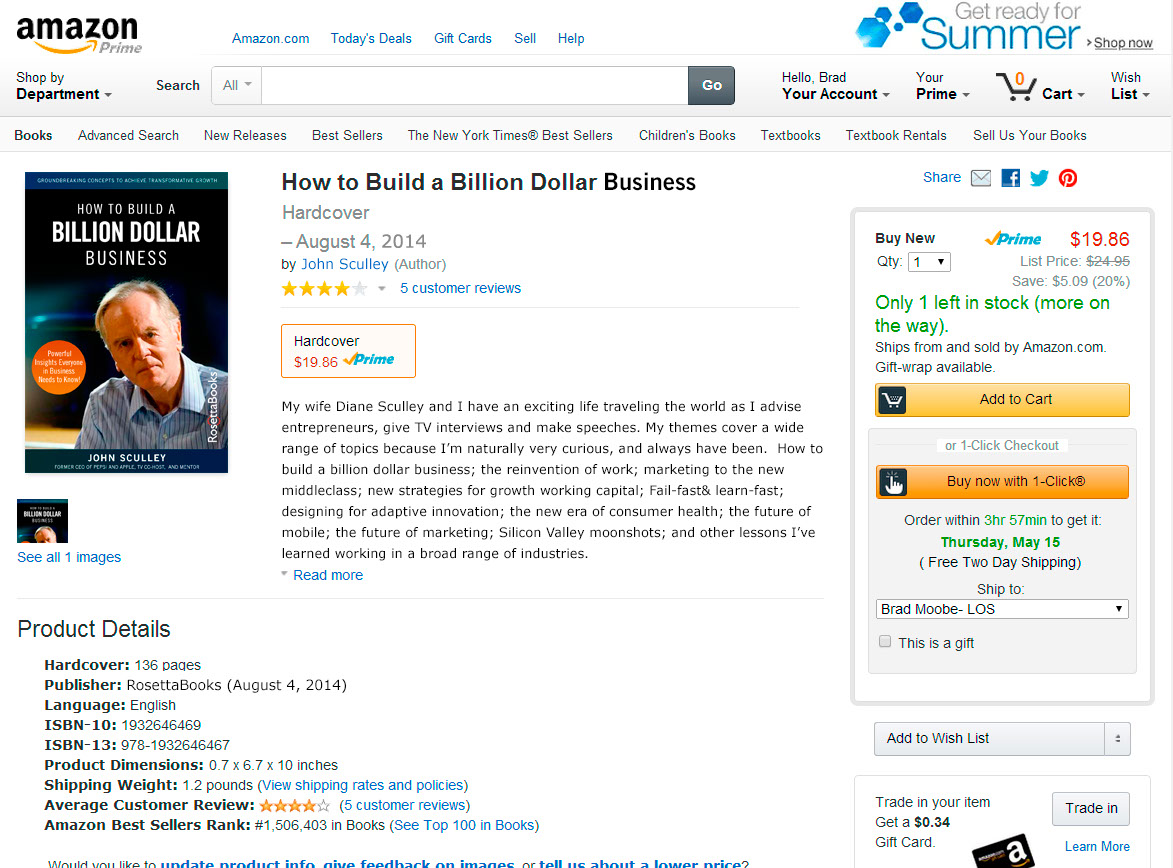 amazon
Prime
Amazon.com Today's Deals Gift Cards Sell Help
Get ready for
Summer
Shop now
Shop by
Department
Search
All
Go
Hello, Brad
Your Account
Your
Prime
0
Cart
Wish
List
Books Advanced Search New Releases Best Sellers The New York Times® Best Sellers Children's Books Textbooks Textbook Rentals Sell Us Your Books
GROUNDBREAKING CONCEPTS TO ACHIEVE TRANSFORMATIVE GROWTH
HOW TO BUILD A
BILLION DOLLAR
BUSINESS
Powerful
Insights Everyone
in Business
Needs to Know!
RosettaBooks
JOHN SCULLEY
FORMER CEO OF PEPSI AND APPLE, TV CO-HOST, AND MENTOR
HOW TO BUILD A
BILLION DOLLAR
BUSINESS
See all 1 images
How to Build a Billion Dollar Business
Hardcover
– August 4, 2014
by John Sculley (Author)
5 customer reviews
Hardcover
$19.86 Prime
My wife Diane Sculley and I have an exciting life traveling the world as I advise
entrepreneurs, give TV interviews and make speeches. My themes cover a wide
range of topics because I'm naturally very curious, and always have been.  How to
build a billion dollar business; the reinvention of work; marketing to the new
middleclass; new strategies for growth working capital; Fail-fast& learn-fast;
designing for adaptive innovation; the new era of consumer health; the future of
mobile; the future of marketing; Silicon Valley moonshots; and other lessons I've
learned working in a broad range of industries.
Read more
Share
Buy New Prime $19.86
Qty: 1 List Price: $24.95
Save: $5.09 (20%)
Only 1 left in stock (more on
the way).
Ships from and sold by Amazon.com.
Gift-wrap available.
Add to Cart
or 1-Click Checkout
Buy now with 1-Click®
Order within 3hr 57min to get it:
Thursday, May 15
( Free Two Day Shipping)
Ship to:
Brad Moobe- LOS
This is a gift
Add to Wish List
Trade in your item
Get a $0.34
Gift Card.
Trade in
Learn More
a
amazon
Product Details
Hardcover: 136 pages
Publisher: RosettaBooks (August 4, 2014)
Language: English
ISBN-10: 1932646469
ISBN-13: 978-1932646467
Product Dimensions: 0.7 x 6.7 x 10 inches
Shipping Weight: 1.2 pounds (View shipping rates and policies)
Average Customer Review: (5 customer reviews)
Amazon Best Sellers Rank: #1,506,403 in Books (See Top 100 in Books)
Would you like to update product info, give feedback on images, or tell us about a lower price?